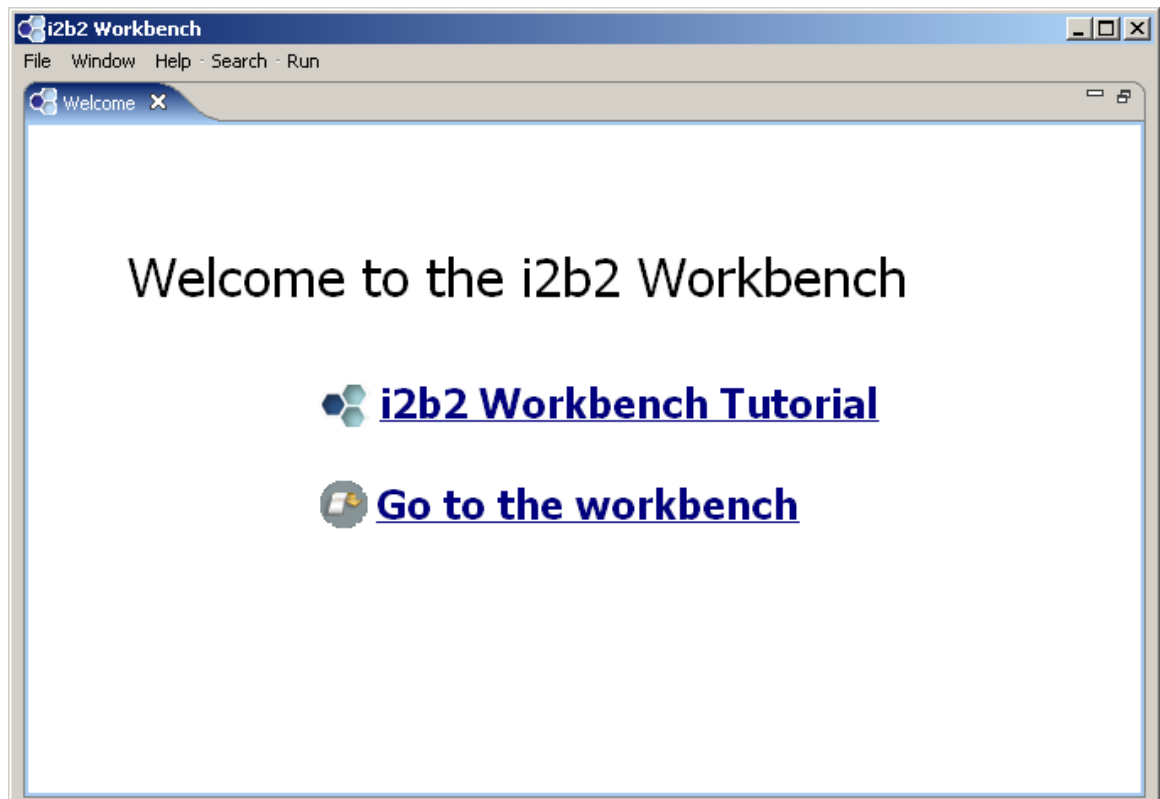 i2b2 Workbench
File Window Help Search Run
Welcome
Welcome to the i2b2 Workbench
i2b2 Workbench Tutorial
Go to the workbench